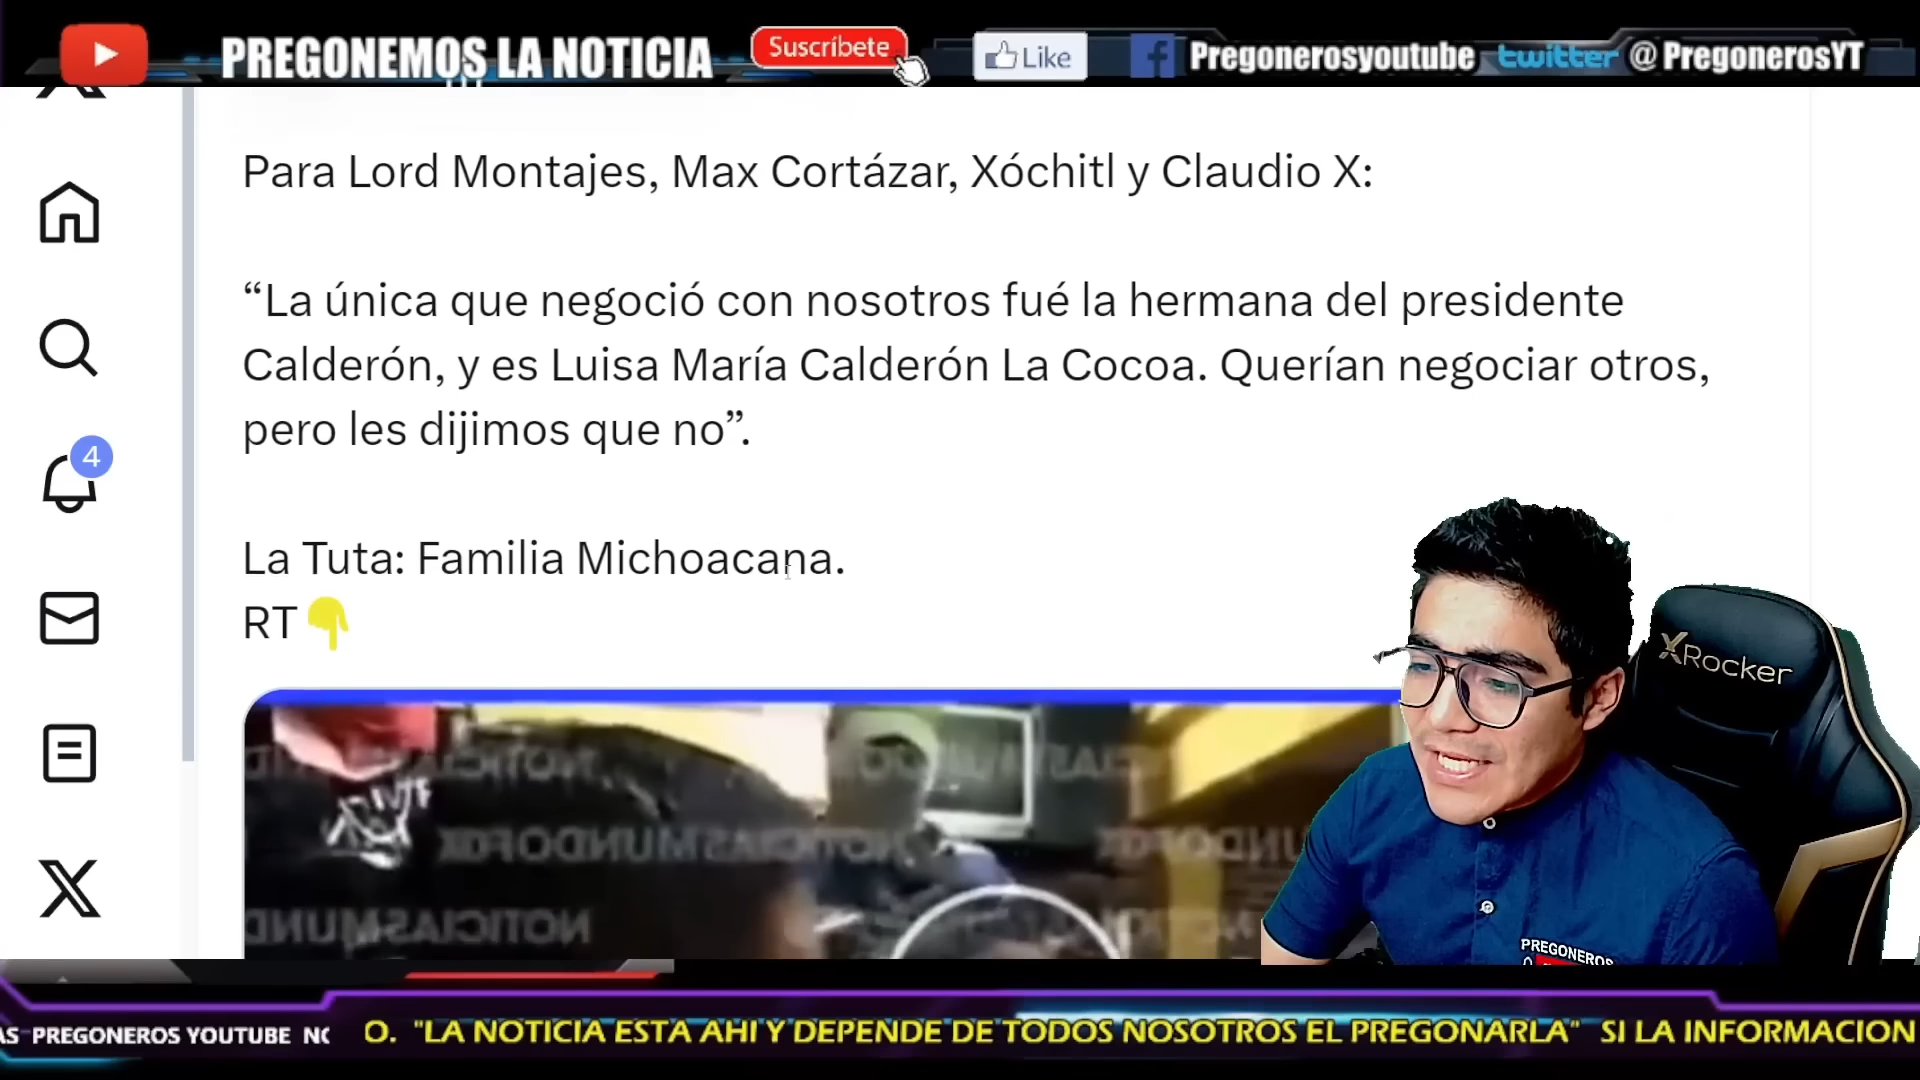 PREGONEMOS LA NOTICIA
Suscríbete
Like
Pregonerosyoutube
twitter @PregonerosYT
Para Lord Montajes, Max Cortázar, Xóchitl y Claudio X:
“La única que negoció con nosotros fué la hermana del presidente
Calderón, y es Luisa María Calderón La Cocoa. Querían negociar otros,
pero les dijimos que no”.
La Tuta: Familia Michoacana.
RT
4
XRocker
NOTICIASMUNDOFOX
PREGONEROS
AS PREGONEROS YOUTUBE
O. "LA NOTICIA ESTA AHI Y DEPENDE DE TODOS NOSOTROS EL PREGONARLA" SI LA INFORMACION